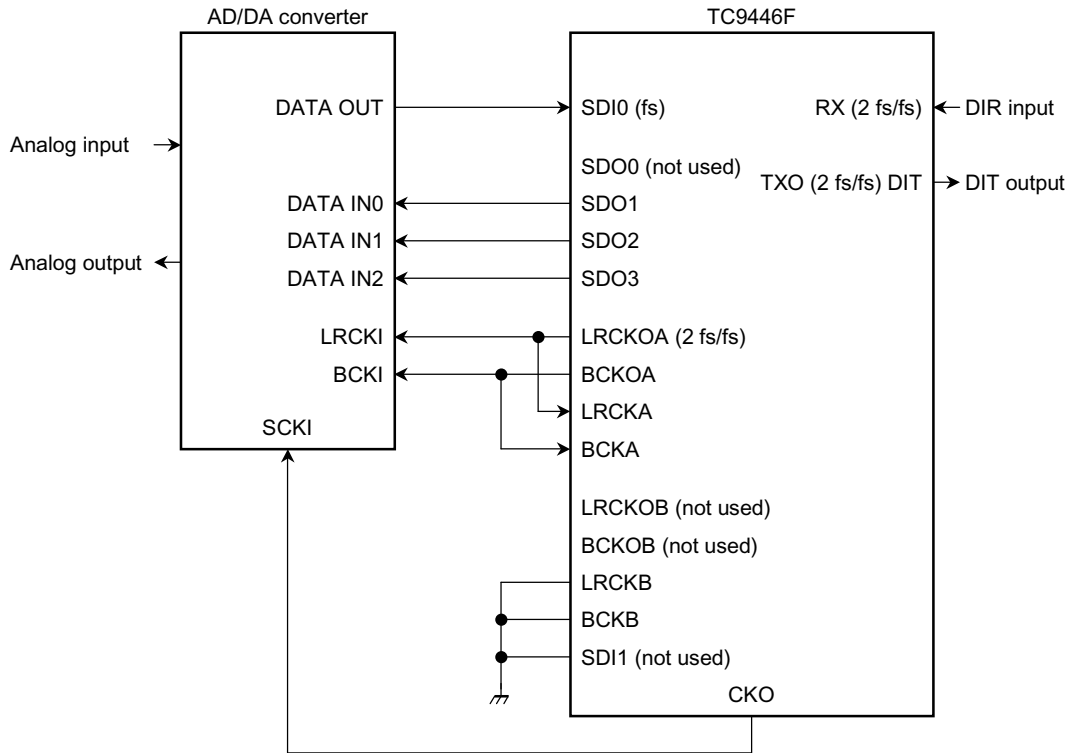 AD/DA converter
TC9446F
DATA OUT
SDI0 (fs)
RX (2 fs/fs)
DIR input
Analog input
SDO0 (not used)
TXO (2 fs/fs) DIT
DIT output
DATA IN0
SDO1
DATA IN1
SDO2
Analog output
DATA IN2
SDO3
LRCKI
LRCKOA (2 fs/fs)
BCKI
BCKOA
LRCKA
SCKI
BCKA
LRCKOB (not used)
BCKOB (not used)
LRCKB
BCKB
SDI1 (not used)
CKO